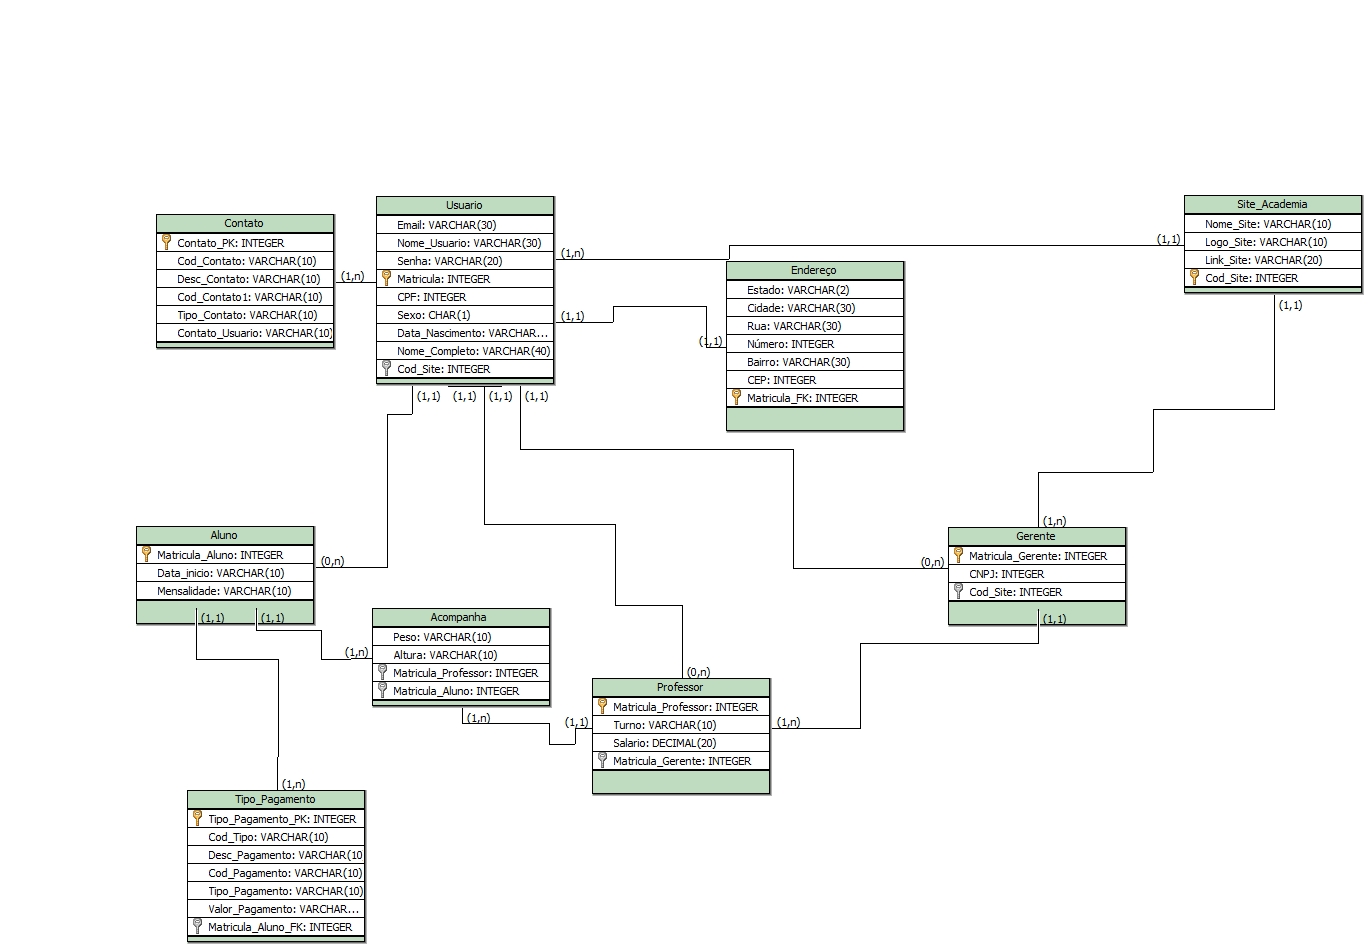 Contato
Contato_PK: INTEGER
Cod_Contato: VARCHAR(10)
Desc_Contato: VARCHAR(10)
Cod_Contato1: VARCHAR(10)
Tipo_Contato: VARCHAR(10)
Contato_Usuario: VARCHAR(10)
(1,n)
Usuario
Email: VARCHAR(30)
Nome_Usuario: VARCHAR(30)
Senha: VARCHAR(20)
Matricula: INTEGER
CPF: INTEGER
Sexo: CHAR(1)
Data_Nascimento: VARCHAR...
Nome_Completo: VARCHAR(40)
Cod_Site: INTEGER
(1,n)
(1,1)
(1,1)
(1,1)
(1,1)
(1,1)
(1,1)
Endereço
Estado: VARCHAR(2)
Cidade: VARCHAR(30)
Rua: VARCHAR(30)
Número: INTEGER
Bairro: VARCHAR(30)
CEP: INTEGER
Matricula_FK: INTEGER
(1,1)
Site_Academia
Nome_Site: VARCHAR(10)
Logo_Site: VARCHAR(10)
Link_Site: VARCHAR(20)
Cod_Site: INTEGER
(1,1)
Aluno
Matricula_Aluno: INTEGER
Data_inicio: VARCHAR(10)
Mensalidade: VARCHAR(10)
(0,n)
(1,1)
(1,1)
(1,n)
Acompanha
Peso: VARCHAR(10)
Altura: VARCHAR(10)
Matricula_Professor: INTEGER
Matricula_Aluno: INTEGER
(1,n)
(1,1)
(0,n)
Professor
Matricula_Professor: INTEGER
Turno: VARCHAR(10)
Salario: DECIMAL(20)
Matricula_Gerente: INTEGER
(1,n)
(0,n)
(1,n)
Gerente
Matricula_Gerente: INTEGER
CNPJ: INTEGER
Cod_Site: INTEGER
(1,1)
(1,n)
Tipo_Pagamento
Tipo_Pagamento_PK: INTEGER
Cod_Tipo: VARCHAR(10)
Desc_Pagamento: VARCHAR(10
Cod_Pagamento: VARCHAR(10)
Tipo_Pagamento: VARCHAR(10)
Valor_Pagamento: VARCHAR...
Matricula_Aluno_FK: INTEGER